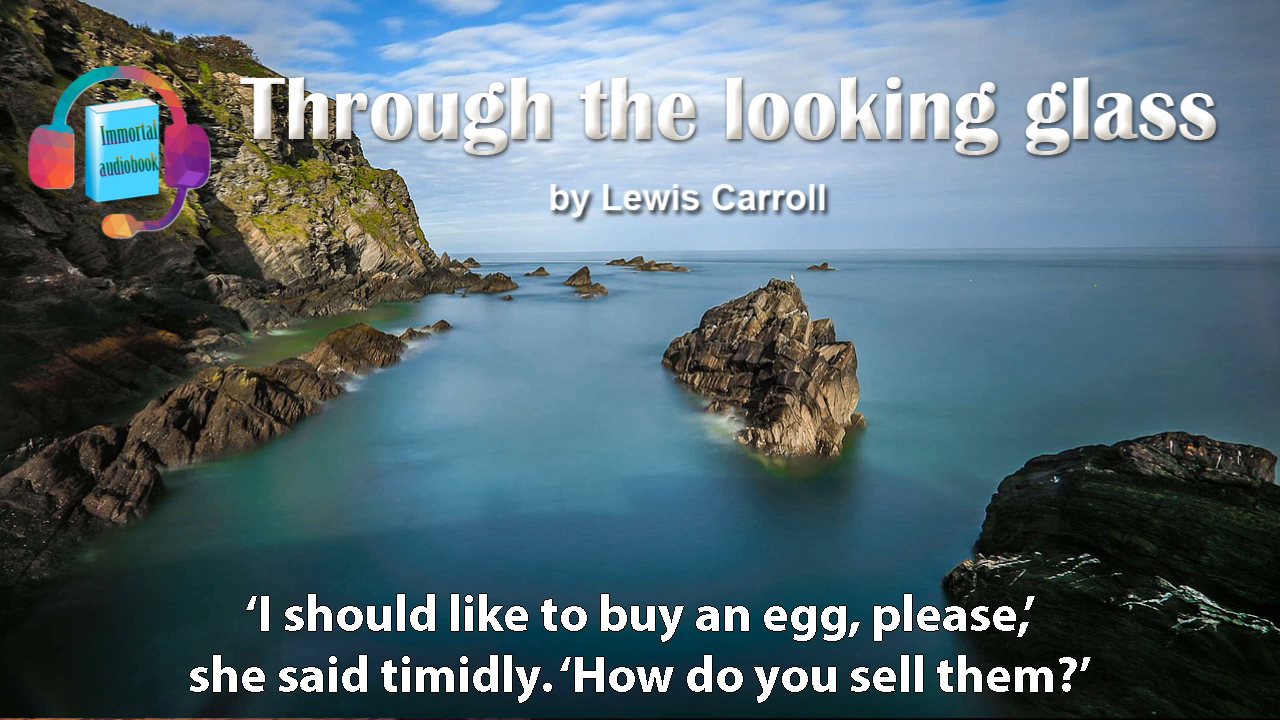 Immortal
audiobook
Through the looking glass
by Lewis Carroll
‘I should like to buy an egg, please,’
she said timidly. ‘How do you sell them?’